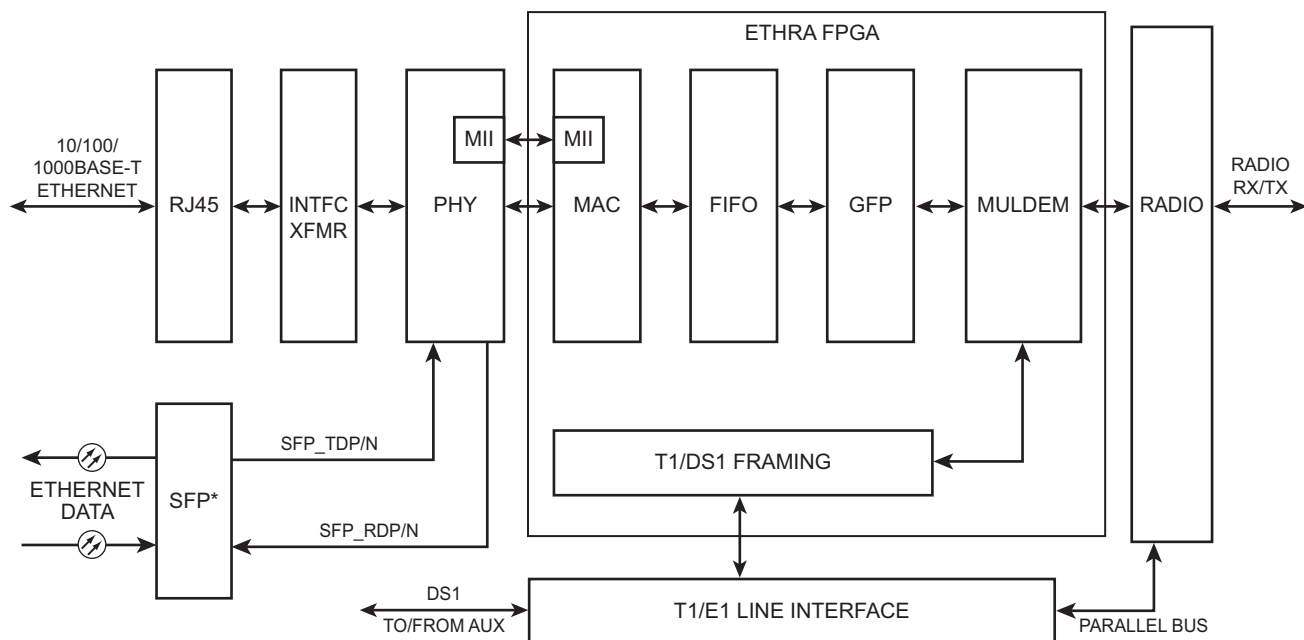 ETHRA FPGA
10/100/
1000BASE-T
ETHERNET
RJ45
INTFC
XFMR
PHY
MII
MII
MAC
FIFO
GFP
MULDEM
RADIO
RADIO
RX/TX
SFP_TDP/N
T1/DS1 FRAMING
ETHERNET
DATA
SFP*
SFP_RDP/N
DS1
TO/FROM AUX
T1/E1 LINE INTERFACE
PARALLEL BUS